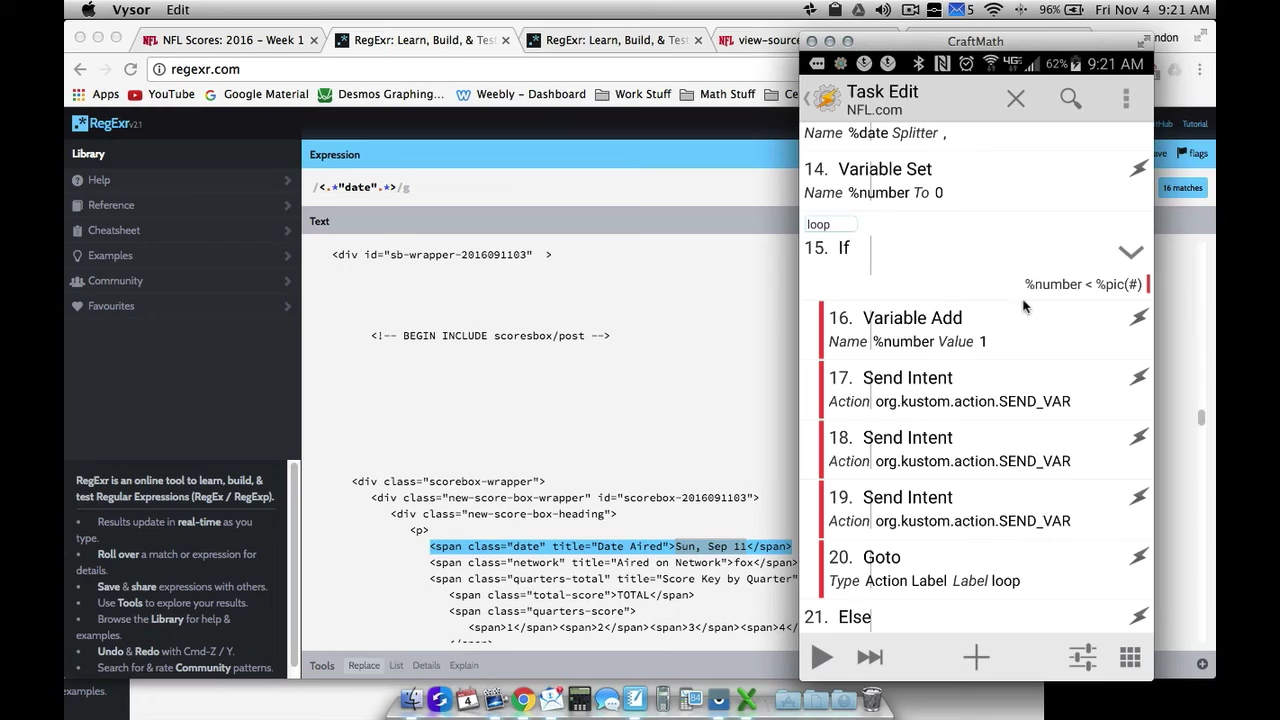 Vysor Edit
5 96% Fri Nov 4 9:21 AM
NFL Scores: 2016 - Week 1 ×
RegExr: Learn, Build, & Test ×
RegExr: Learn, Build, & Test ×
NFL view-source
ndon
regexr.com
Apps YouTube Google Material Desmos Graphing... Weebly - Dashboard Work Stuff Math Stuff Ce
RegExr v2.1
GitHub Tutorial
Library
Help
Reference
Cheatsheet
Examples
Community
Favourites
RegExr is an online tool to learn, build, &
test Regular Expressions (RegEx / RegExp).
• Results update in real-time as you
type.
• Roll over a match or expression for
details.
• Save & share expressions with others.
• Use Tools to explore your results.
• Browse the Library for help &
examples.
• Undo & Redo with Cmd-Z / Y.
• Search for & rate Community patterns.
examples.
Expression
ave flags
/<.*"date".*>/g
16 matches
Text
<div id="sb-wrapper-2016091103" >
<!-- BEGIN INCLUDE scoresbox/post -->
<div class="scorebox-wrapper">
<div class="new-score-box-wrapper" id="scorebox-2016091103">
<div class="new-score-box-heading">
<p>
<span class="date" title="Date Aired">Sun, Sep 11</span>
<span class="network" title="Aired on Network">fox</span>
<span class="quarters-total" title="Score Key by Quarter"
<span class="total-score">TOTAL</span>
<span class="quarters-score">
<span>1</span><span>2</span><span>3</span><span>4</
</span>
Tools Replace List Details Explain
CraftMath
4G 62% 9:21 AM
Task Edit
NFL.com
Name %date Splitter ,
14. Variable Set
Name %number To 0
loop
15. If
%number < %pic(#)
16. Variable Add
Name %number Value 1
17. Send Intent
Action org.kustom.action.SEND_VAR
18. Send Intent
Action org.kustom.action.SEND_VAR
19. Send Intent
Action org.kustom.action.SEND_VAR
20. Goto
Type Action Label Label loop
21. Else